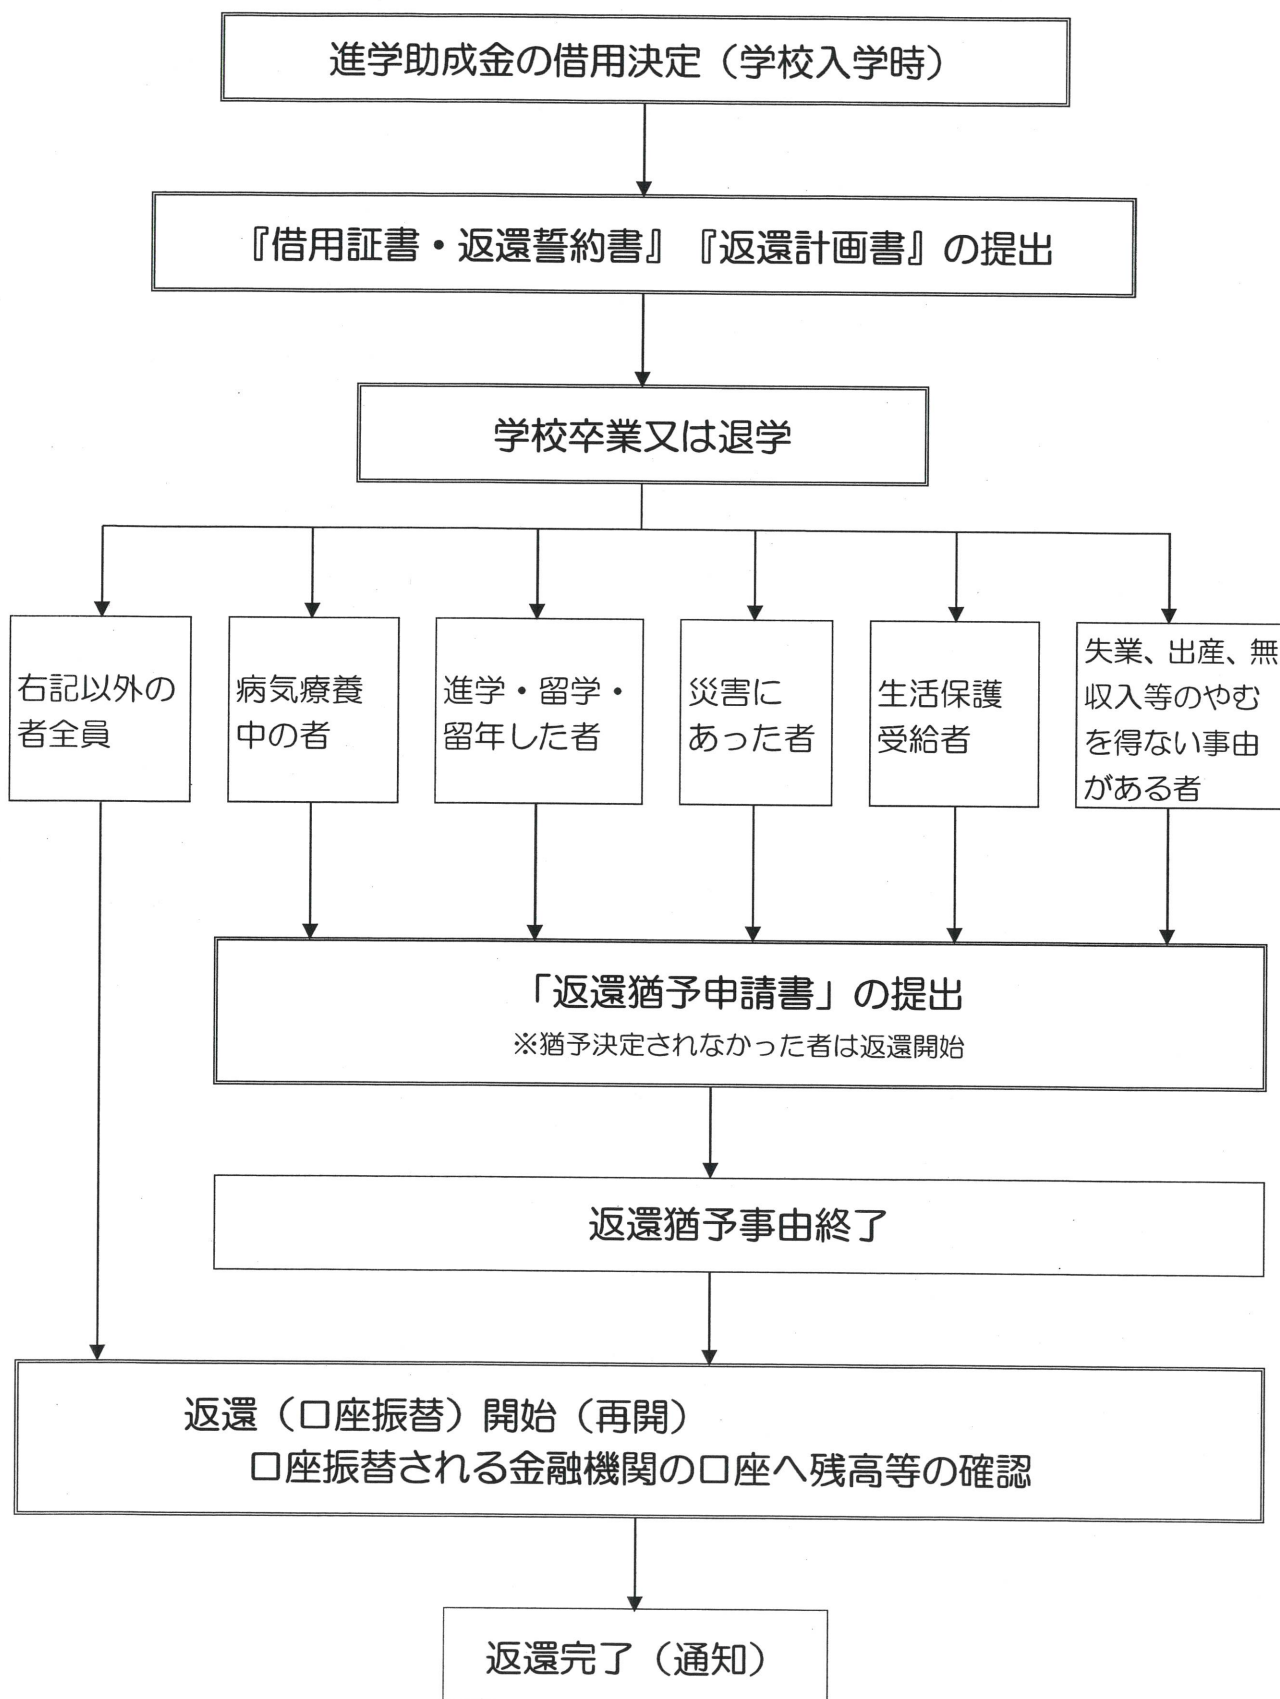 進学助成金の借用決定（学校入学時）
『借用証書・返還誓約書』『返還計画書』の提出
学校卒業又は退学
右記以外の
者全員
病気療養
中の者
進学・留学・
留年した者
災害に
あった者
生活保護
受給者
失業、出産、無
収入等のやむ
を得ない事由
がある者
「返還猶予申請書」の提出
※猶予決定されなかった者は返還開始
返還猶予事由終了
返還（口座振替）開始（再開）
口座振替される金融機関の口座へ残高等の確認
返還完了（通知）